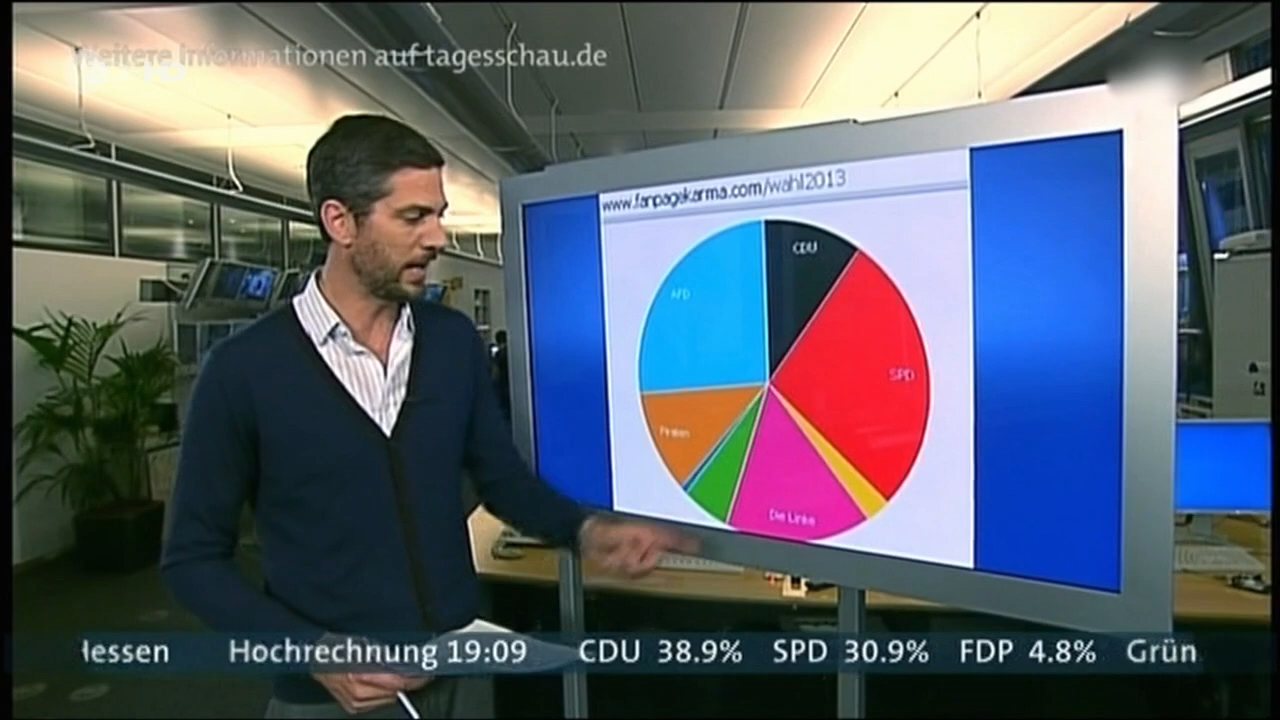 Weitere Informationen auf tagesschau.de
www.fanpagekarma.com/wahl2013
CDU
AFD
SPD
Piraten
Die Linke
Hessen Hochrechnung 19:09 CDU 38.9% SPD 30.9% FDP 4.8% Grün